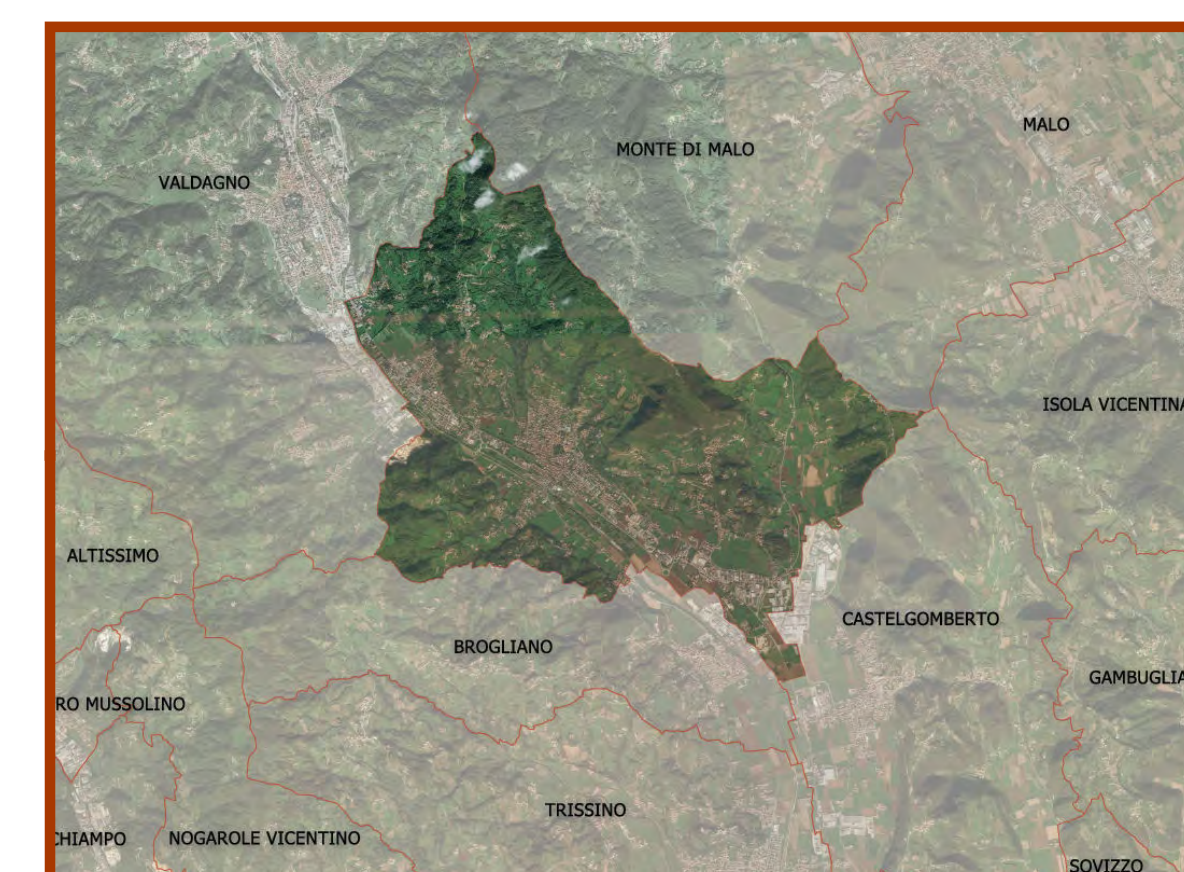 MALO
MONTE DI MALO
VALDAGNO
ISOLA VICENTINA
ALTISSIMO
CASTELGOMBERTO
BROGLIANO
GAMBUGLIA
RO MUSSOLINO
TRISSINO
CHIAMPO
NOGAROLE VICENTINO
SOVIZZO